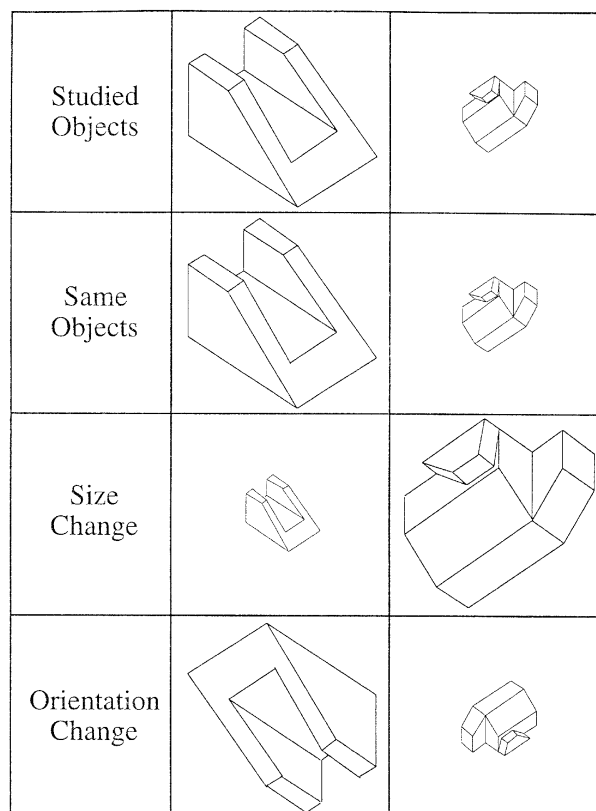 Studied
Objects
Same
Objects
Size
Change
Orientation
Change